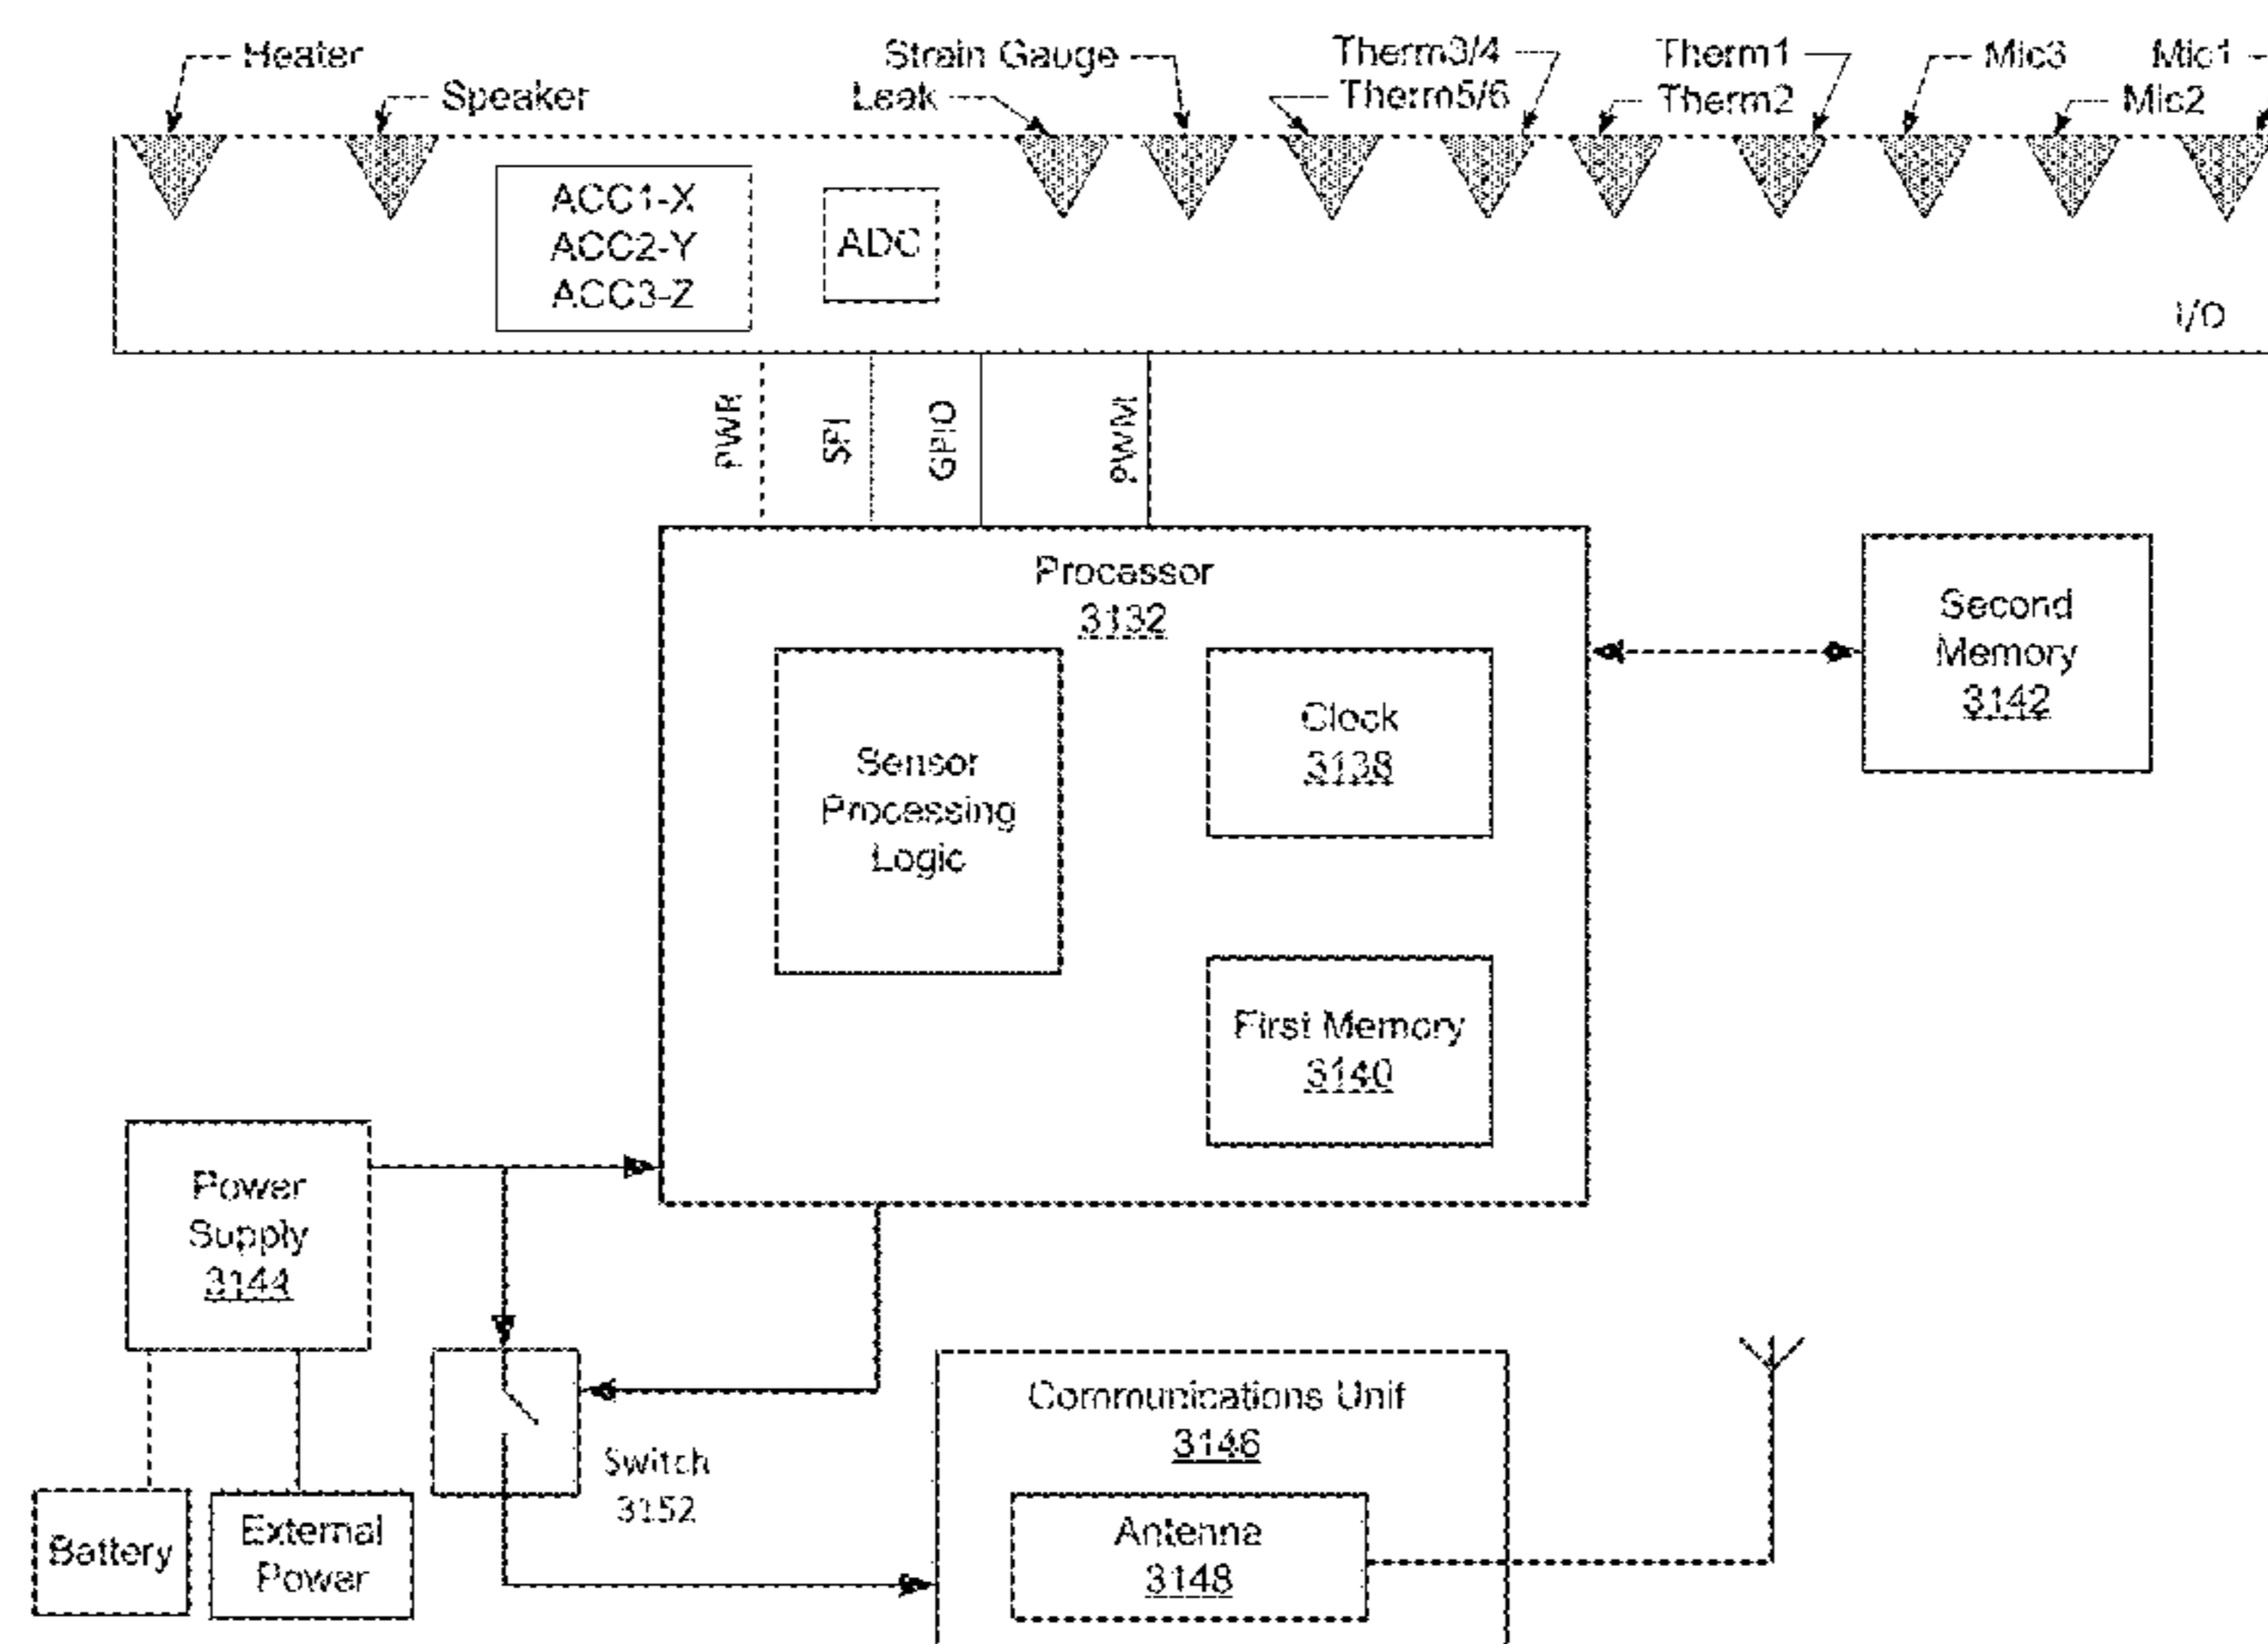 Heater
Speaker
Strain Gauge
Leak
Therm3/4
Therm5/6
Therm1
Therm2
Mic3
Mic1
Mic2
ACC1-X
ACC2-Y
ACC3-Z
ADC
I/O
PWR
SPI
GPIO
PWM
Processor
3132
Sensor
Processing
Logic
Clock
3138
First Memory
3140
Second
Memory
3142
Power
Supply
3144
Battery
External
Power
Switch
3152
Communications Unit
3146
Antenna
3148